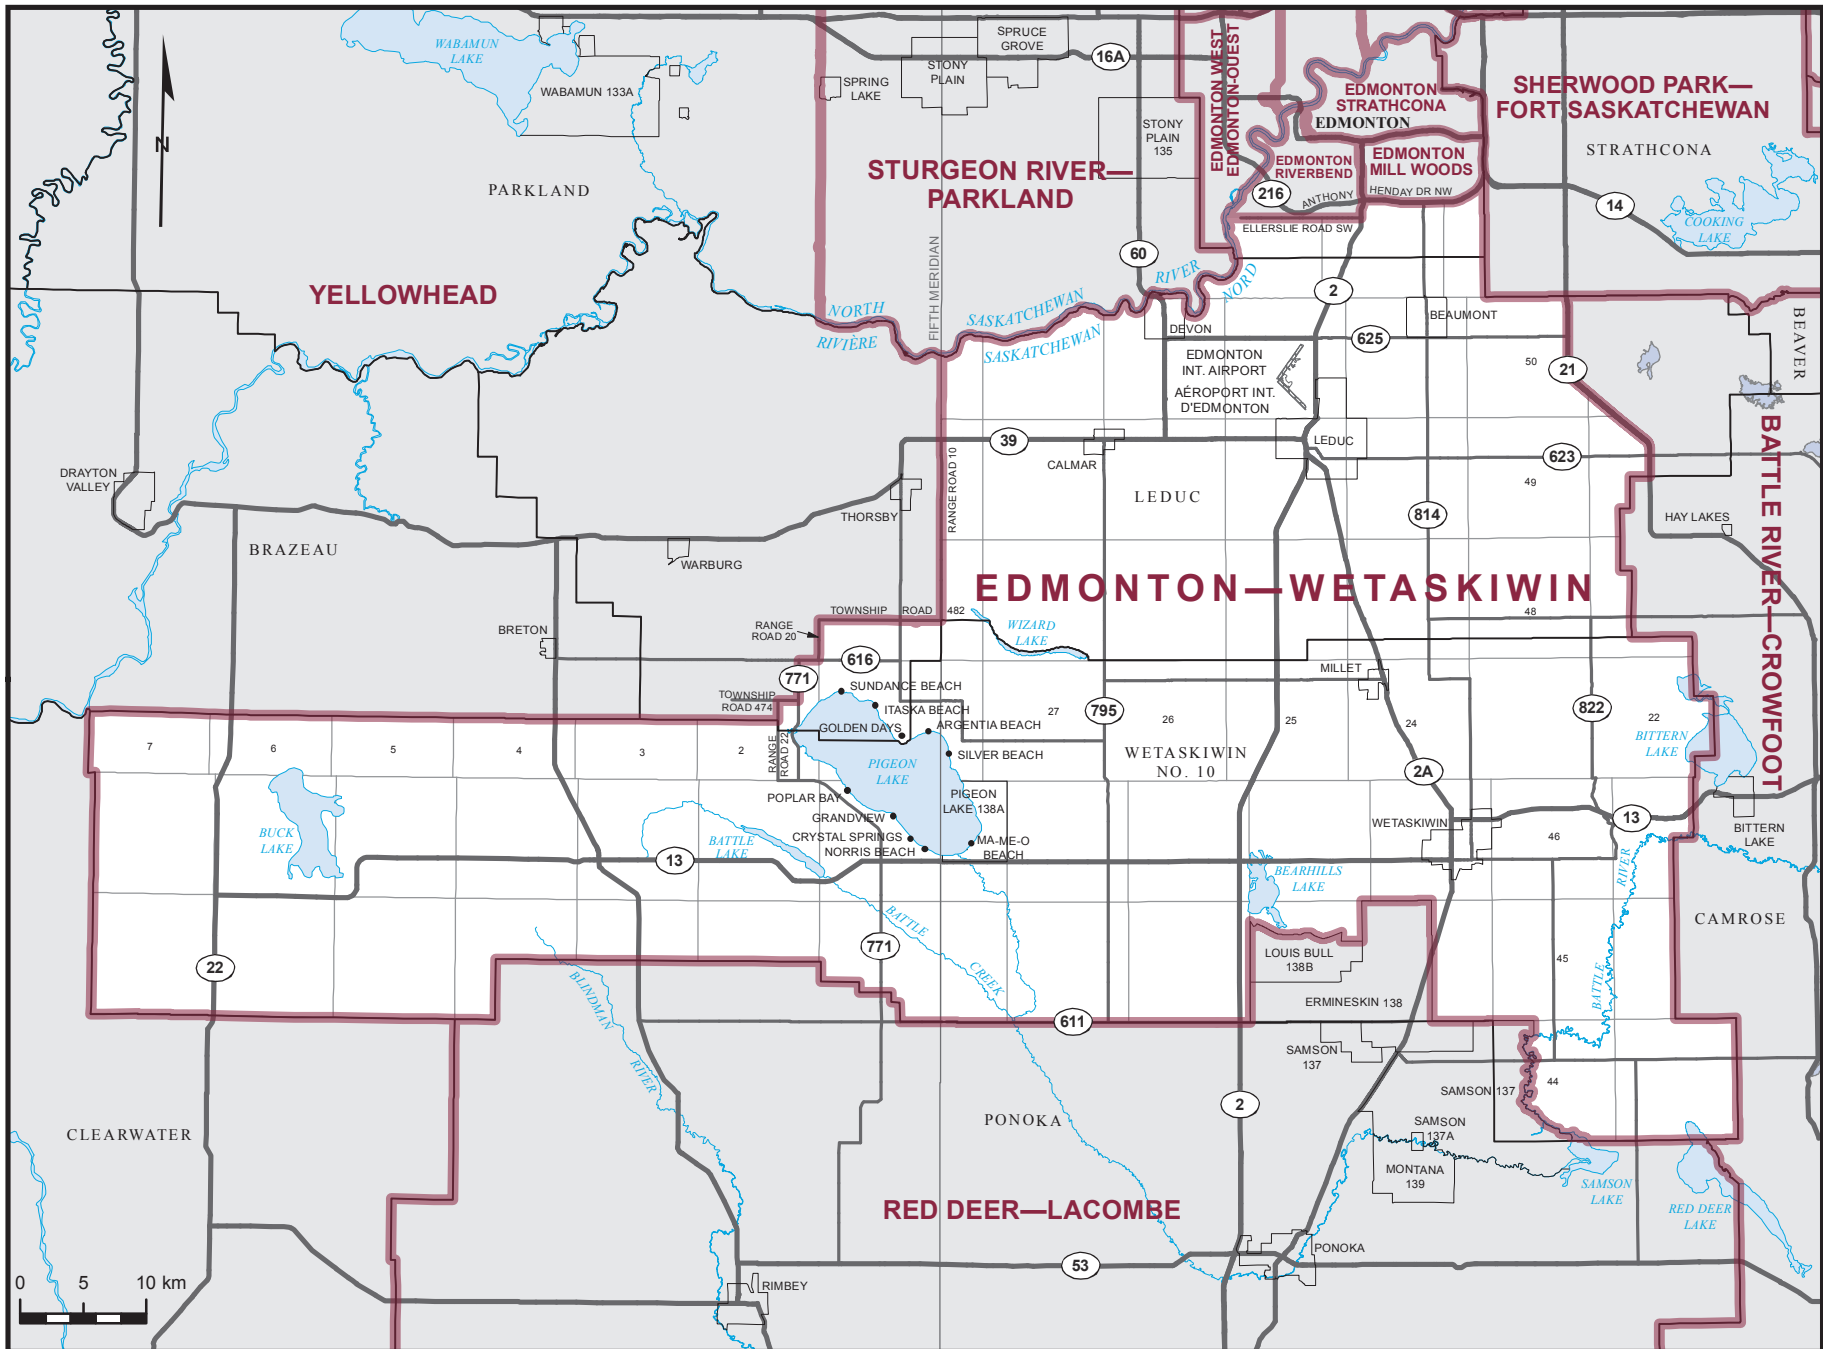 WABAMUN
LAKE
WABAMUN 133A
SPRUCE
GROVE
STONY
PLAIN
SPRING
LAKE
16A
STONY
PLAIN
135
EDMONTON WEST
EDMONTON-OUEST
EDMONTON
STRATHCONA
EDMONTON
EDMONTON
RIVERBEND
EDMONTON
MILL WOODS
216
ANTHONY
HENDAY DR NW
ELLERSLIE ROAD SW
SHERWOOD PARK—
FORT SASKATCHEWAN
STRATHCONA
14
COOKING
LAKE
N
PARKLAND
STURGEON RIVER—
PARKLAND
YELLOWHEAD
FIFTH MERIDIAN
60
NORTH
SASKATCHEWAN
RIVER
RIVIÈRE
SASKATCHEWAN
NORD
2
DEVON
BEAUMONT
625
50
21
BEAVER
EDMONTON
INT. AIRPORT
AÉROPORT INT.
D'EDMONTON
39
CALMAR
LEDUC
623
DRAYTON
VALLEY
THORSBY
RANGE ROAD 10
LEDUC
49
814
HAY LAKES
BATTLE RIVER—CROWFOOT
BRAZEAU
WARBURG
EDMONTON—WETASKIWIN
TOWNSHIP
ROAD
482
48
BRETON
RANGE
ROAD 20
WIZARD
LAKE
616
771
MILLET
TOWNSHIP
ROAD 474
SUNDANCE BEACH
ITASKA BEACH
GOLDEN DAYS
ARGENTIA BEACH
SILVER BEACH
27
795
26
25
24
822
22
BITTERN
LAKE
7
6
5
4
3
2
RANGE
ROAD 22
PIGEON
LAKE
WETASKIWIN
NO. 10
2A
POPLAR BAY
PIGEON
LAKE 138A
GRANDVIEW
CRYSTAL SPRINGS
NORRIS BEACH
MA-ME-O
BEACH
BUCK
LAKE
BATTLE
LAKE
13
WETASKIWIN
13
46
BITTERN
LAKE
BEARHILLS
LAKE
RIVER
BATTLE
CREEK
771
22
BLINDMAN
RIVER
LOUIS BULL
138B
ERMINESKIN 138
45
BATTLE
CAMROSE
611
SAMSON
137
SAMSON 137
44
2
CLEARWATER
PONOKA
SAMSON
137A
MONTANA
139
SAMSON
LAKE
RED DEER
LAKE
RED DEER—LACOMBE
53
PONOKA
RIMBEY
0 5 10 km